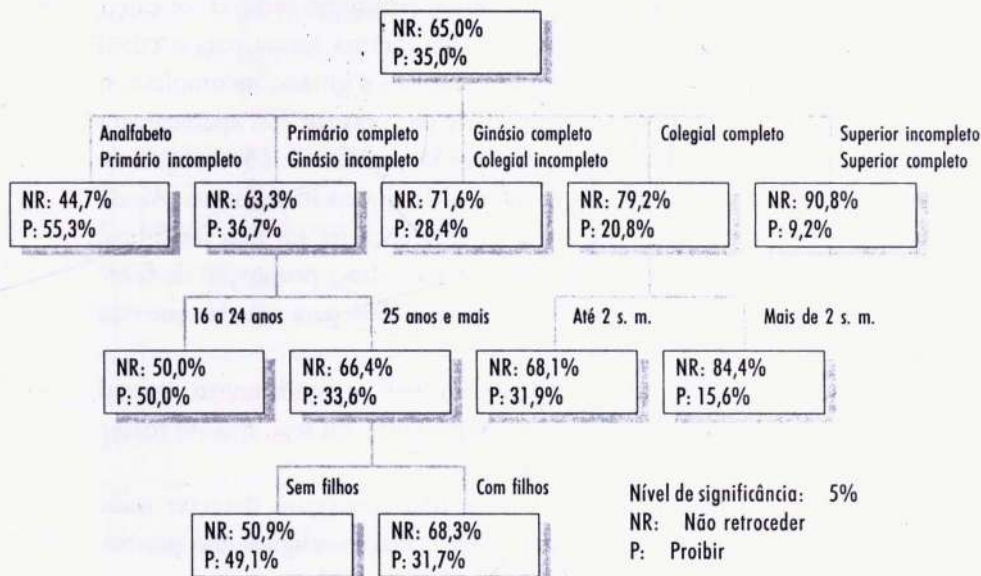 NR: 65,0%
P: 35,0%
Analfabeto
Primário incompleto
NR: 44,7%
P: 55,3%
Primário completo
Ginásio incompleto
NR: 63,3%
P: 36,7%
Ginásio completo
Colegial incompleto
NR: 71,6%
P: 28,4%
Colegial completo
NR: 79,2%
P: 20,8%
Superior incompleto
Superior completo
NR: 90,8%
P: 9,2%
16 a 24 anos
NR: 50,0%
P: 50,0%
25 anos e mais
NR: 66,4%
P: 33,6%
Até 2 s. m.
NR: 68,1%
P: 31,9%
Mais de 2 s. m.
NR: 84,4%
P: 15,6%
Sem filhos
NR: 50,9%
P: 49,1%
Com filhos
NR: 68,3%
P: 31,7%
Nível de significância: 5%
NR: Não retroceder
P: Proibir